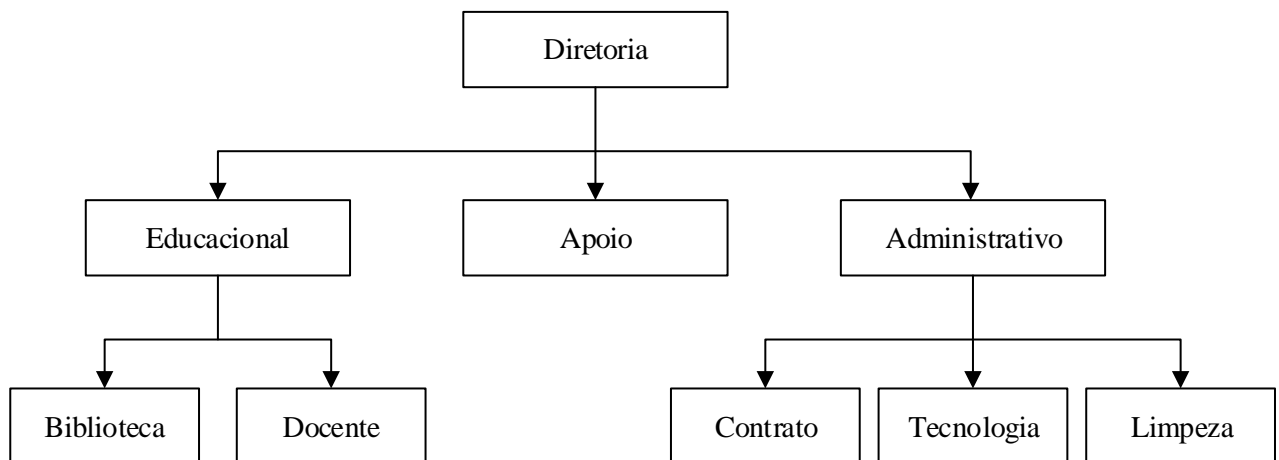 Diretoria
Educacional
Apoio
Administrativo
Biblioteca
Docente
Contrato
Tecnologia
Limpeza